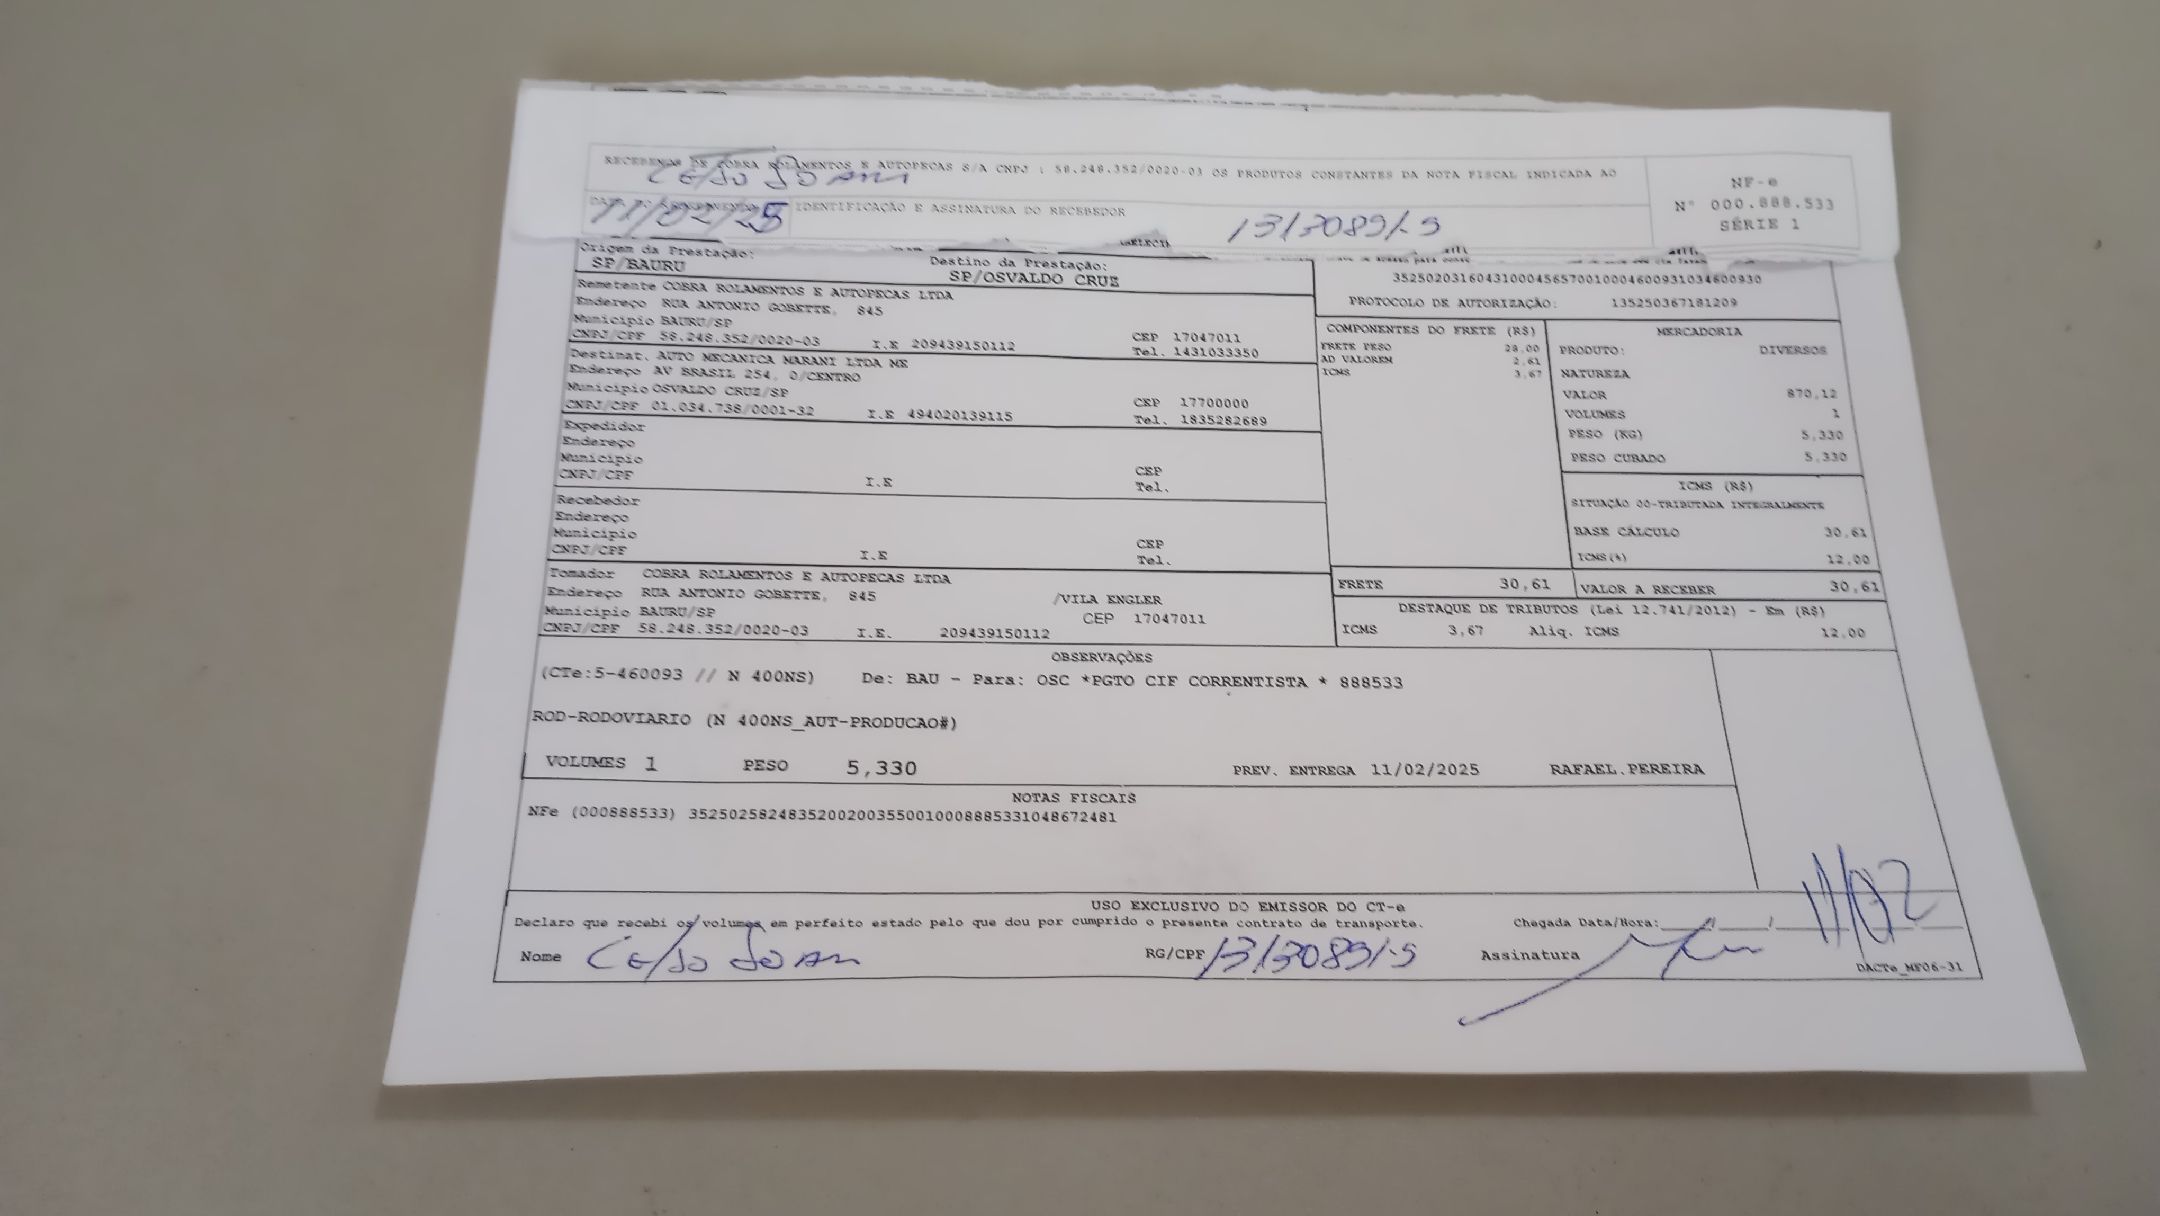 RECEBEMOS DE COBRA ROLAMENTOS E AUTOPECAS S/A CNPJ : 58.248.352/0020-03 OS PRODUTOS CONSTANTES DA NOTA FISCAL INDICADA AO
NF-e
N° 000.888.533
SÉRIE 1
IDENTIFICAÇÃO E ASSINATURA DO RECEBEDOR
11/02/25
Origem da Prestação:
SP/BAURU
Destino da Prestação:
SP/OSVALDO CRUZ
35250203160431000456570010004600931034600930
PROTOCOLO DE AUTORIZAÇÃO: 135250367181209
Remetente COBRA ROLAMENTOS E AUTOPECAS LTDA
Endereço RUA ANTONIO GOBETTE, 845
Município BAURU/SP CEP 17047011
CNPJ/CPF 58.248.352/0020-03 I.E 209439150112 Tel. 1431033350
Destinat. AUTO MECANICA MARANI LTDA ME
Endereço AV BRASIL 254, 0/CENTRO
Município OSVALDO CRUZ/SP CEP 17700000
CNPJ/CPF 01.034.738/0001-32 I.E 494020139115 Tel. 1835282689
Expedidor
Endereço
Município CEP
CNPJ/CPF I.E Tel.
Recebedor
Endereço
Município CEP
CNPJ/CPF I.E Tel.
Tomador COBRA ROLAMENTOS E AUTOPECAS LTDA
Endereço RUA ANTONIO GOBETTE, 845 /VILA ENGLER
Município BAURU/SP CEP 17047011
CNPJ/CPF 58.248.352/0020-03 I.E. 209439150112
COMPONENTES DO FRETE (R$)
FRETE PESO 28,00
AD VALOREM 2,61
ICMS 3,67
MERCADORIA
PRODUTO: DIVERSOS
NATUREZA
VALOR 870,12
VOLUMES 1
PESO (KG) 5,330
PESO CUBADO 5,330
ICMS (R$)
SITUAÇÃO 00-TRIBUTADA INTEGRALMENTE
BASE CÁLCULO 30,61
ICMS(%) 12,00
FRETE 30,61 VALOR A RECEBER 30,61
DESTAQUE DE TRIBUTOS (Lei 12.741/2012) - Em (R$)
ICMS 3,67 Aliq. ICMS 12,00
OBSERVAÇÕES
(CTe:5-460093 // N 400NS) De: BAU - Para: OSC *PGTO CIF CORRENTISTA * 888533
ROD-RODOVIARIO (N 400NS_AUT-PRODUCAO#)
VOLUMES 1 PESO 5,330 PREV. ENTREGA 11/02/2025 RAFAEL.PEREIRA
NOTAS FISCAIS
NFe (000888533) 35250258248352002003550010008885331048672481
USO EXCLUSIVO DO EMISSOR DO CT-e
Declaro que recebi os volumes em perfeito estado pelo que dou por cumprido o presente contrato de transporte.
Chegada Data/Hora: __/__/__ 11/02
Nome RG/CPF Assinatura
DACTe_MF06-31